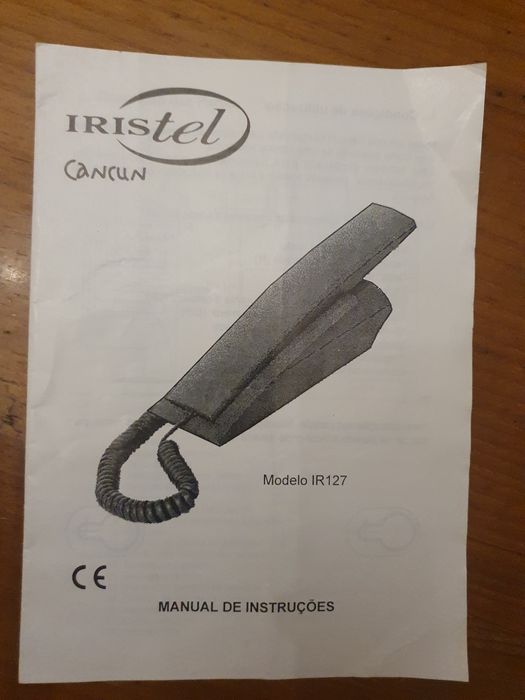 IRIStel
Cancun
Modelo IR127
CE
MANUAL DE INSTRUÇÕES